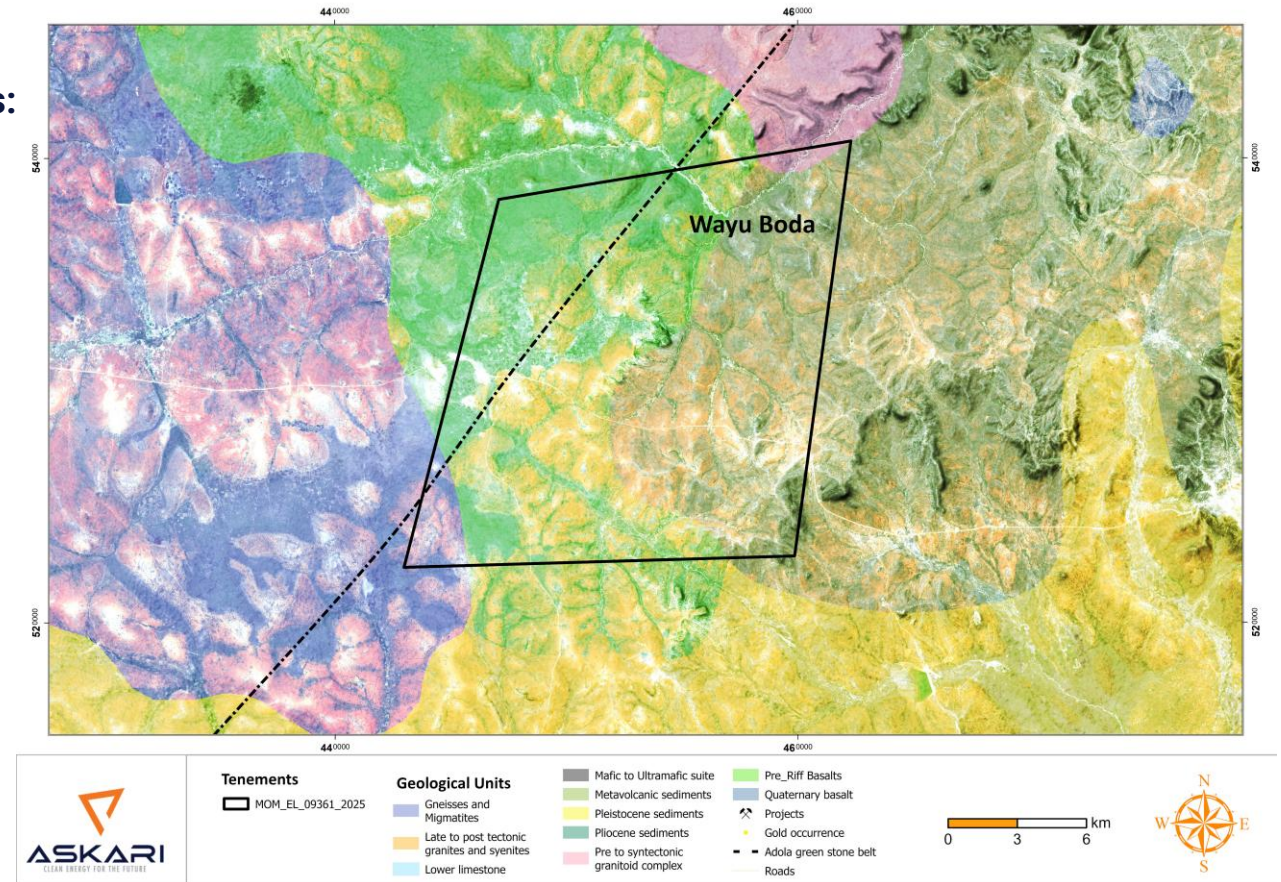 44⁰⁰⁰⁰ 46⁰⁰⁰⁰
s:
54⁰⁰⁰⁰ 54⁰⁰⁰⁰
Wayu Boda
52⁰⁰⁰⁰ 52⁰⁰⁰⁰
44⁰⁰⁰⁰ 46⁰⁰⁰⁰
ASKARI
CLEAN ENERGY FOR THE FUTURE
Tenements
MOM_EL_09361_2025
Geological Units
Gneisses and
Migmatites
Late to post tectonic
granites and syenites
Lower limestone
Mafic to Ultramafic suite
Metavolcanic sediments
Pleistocene sediments
Pliocene sediments
Pre to syntectonic
granitoid complex
Pre_Riff Basalts
Quaternary basalt
Projects
Gold occurrence
Adola green stone belt
Roads
km
0 3 6
N
W E
S